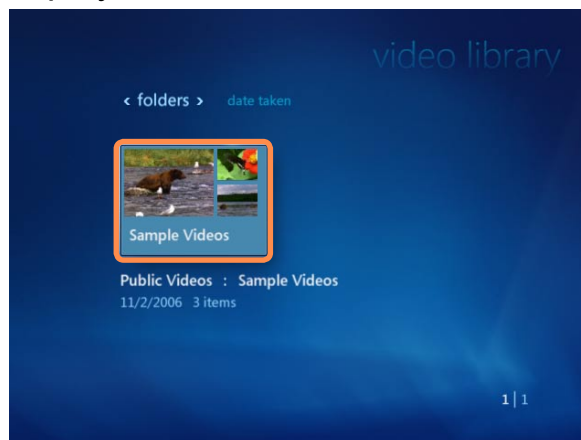 video library
‹ folders ›   date taken
Sample Videos
Public Videos : Sample Videos
11/2/2006 3 items
1 | 1